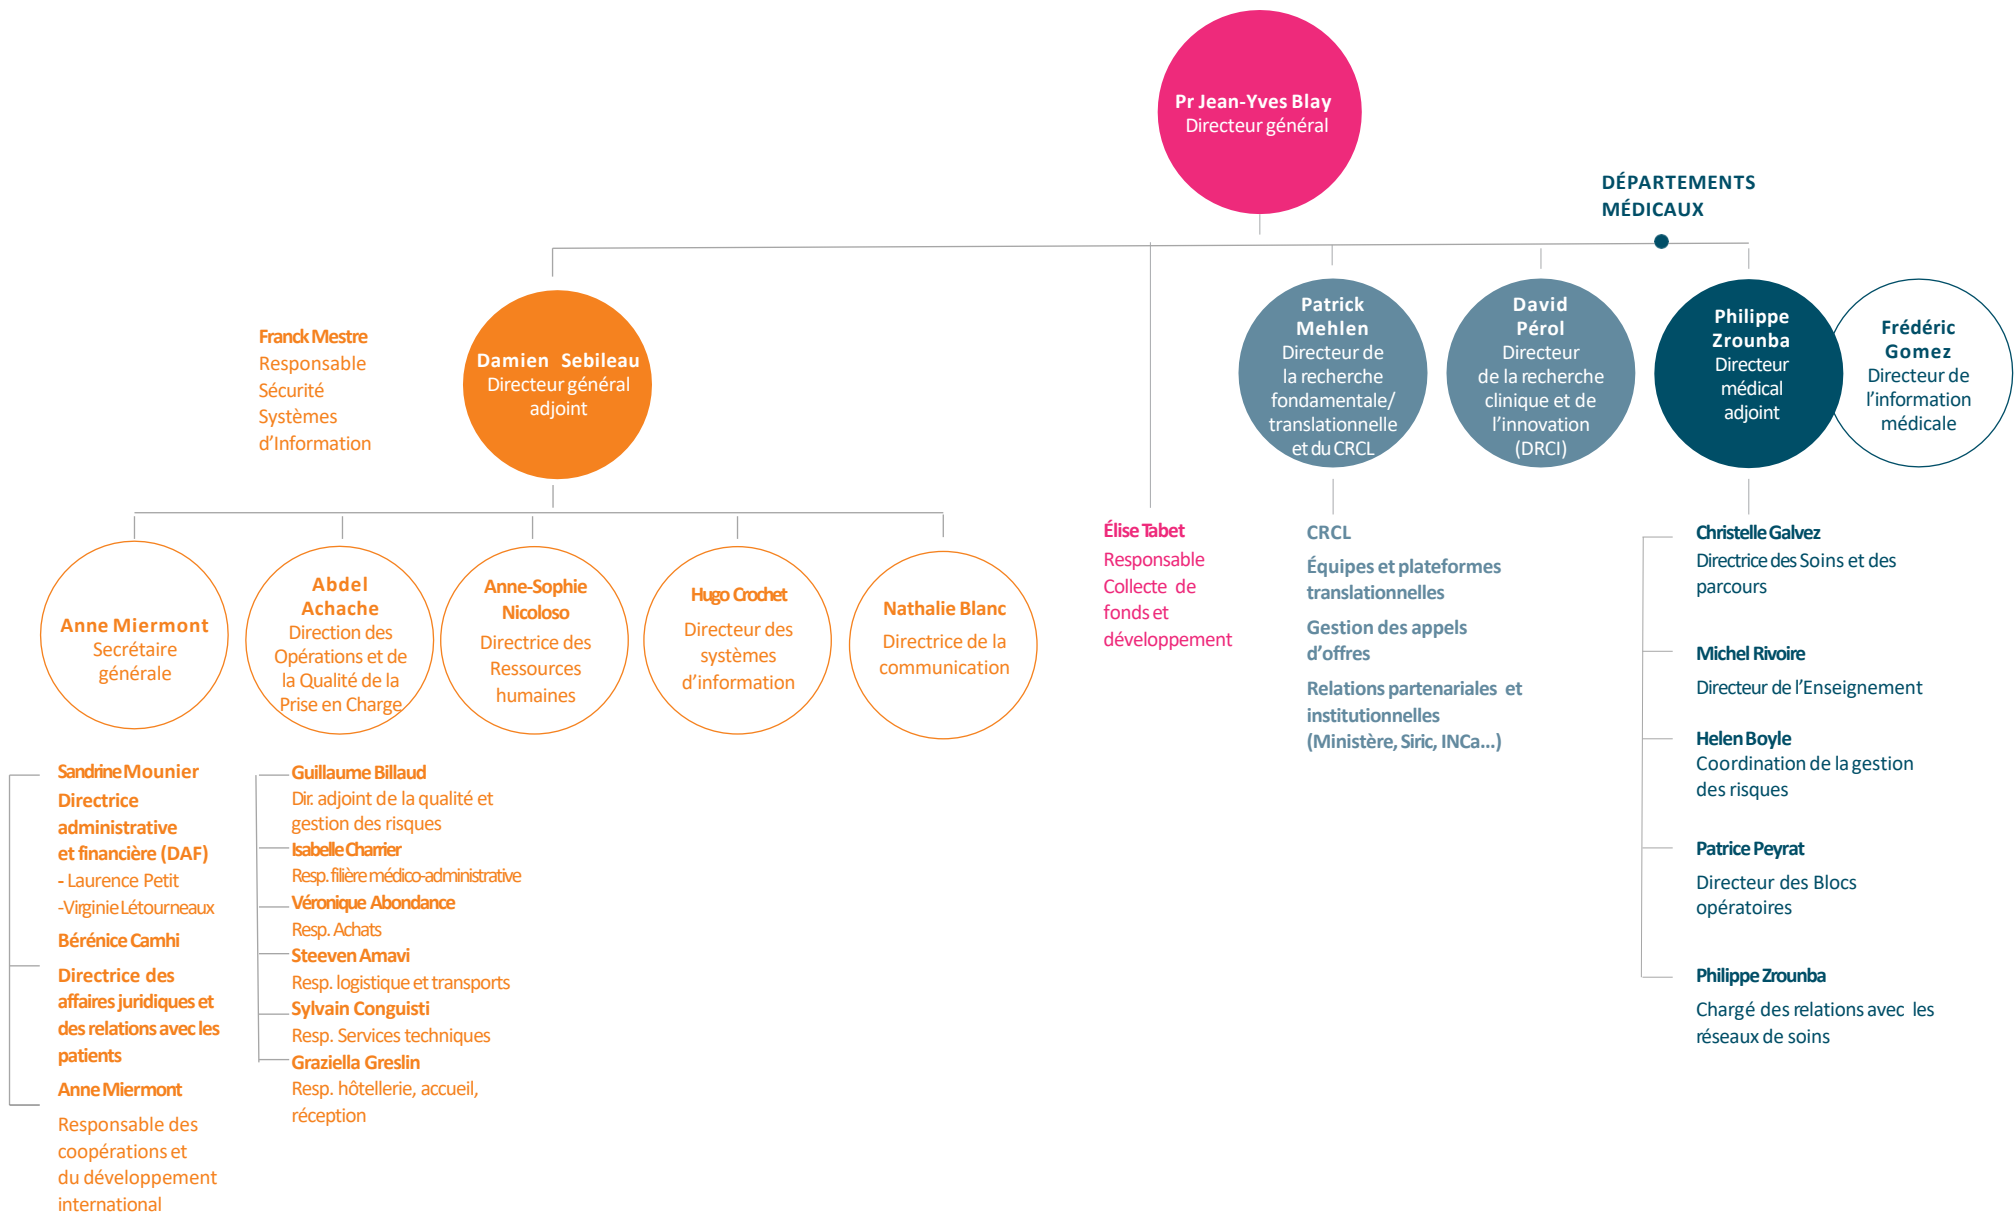 Pr Jean-Yves Blay
Directeur général
DÉPARTEMENTS
MÉDICAUX
Franck Mestre
Responsable
Sécurité
Systèmes
d’Information
Damien Sebileau
Directeur général
adjoint
Patrick
Mehlen
Directeur de
la recherche
fondamentale/
translationnelle
et du CRCL
David
Pérol
Directeur
de la recherche
clinique et de
l’innovation
(DRCI)
Philippe
Zrounba
Directeur
médical
adjoint
Frédéric
Gomez
Directeur de
l’information
médicale
Anne Miermont
Secrétaire
générale
Abdel
Achache
Direction des
Opérations et de
la Qualité de la
Prise en Charge
Anne-Sophie
Nicoloso
Directrice des
Ressources
humaines
Hugo Crochet
Directeur des
systèmes
d’information
Nathalie Blanc
Directrice de la
communication
Élise Tabet
Responsable
Collecte de
fonds et
développement
CRCL
Équipes et plateformes
translationnelles
Gestion des appels
d’offres
Relations partenariales et
institutionnelles
(Ministère, Siric, INCa…)
Christelle Galvez
Directrice des Soins et des
parcours
Michel Rivoire
Directeur de l’Enseignement
Helen Boyle
Coordination de la gestion
des risques
Patrice Peyrat
Directeur des Blocs
opératoires
Philippe Zrounba
Chargé des relations avec les
réseaux de soins
Sandrine Mounier
Directrice
administrative
et financière (DAF)
- Laurence Petit
-Virginie Létourneaux
Bérénice Camhi
Directrice des
affaires juridiques et
des relations avec les
patients
Anne Miermont
Responsable des
coopérations et
du développement
international
Guillaume Billaud
Dir. adjoint de la qualité et
gestion des risques
Isabelle Charrier
Resp. filière médico-administrative
Véronique Abondance
Resp. Achats
Steeven Amavi
Resp. logistique et transports
Sylvain Conguisti
Resp. Services techniques
Graziella Greslin
Resp. hôtellerie, accueil,
réception